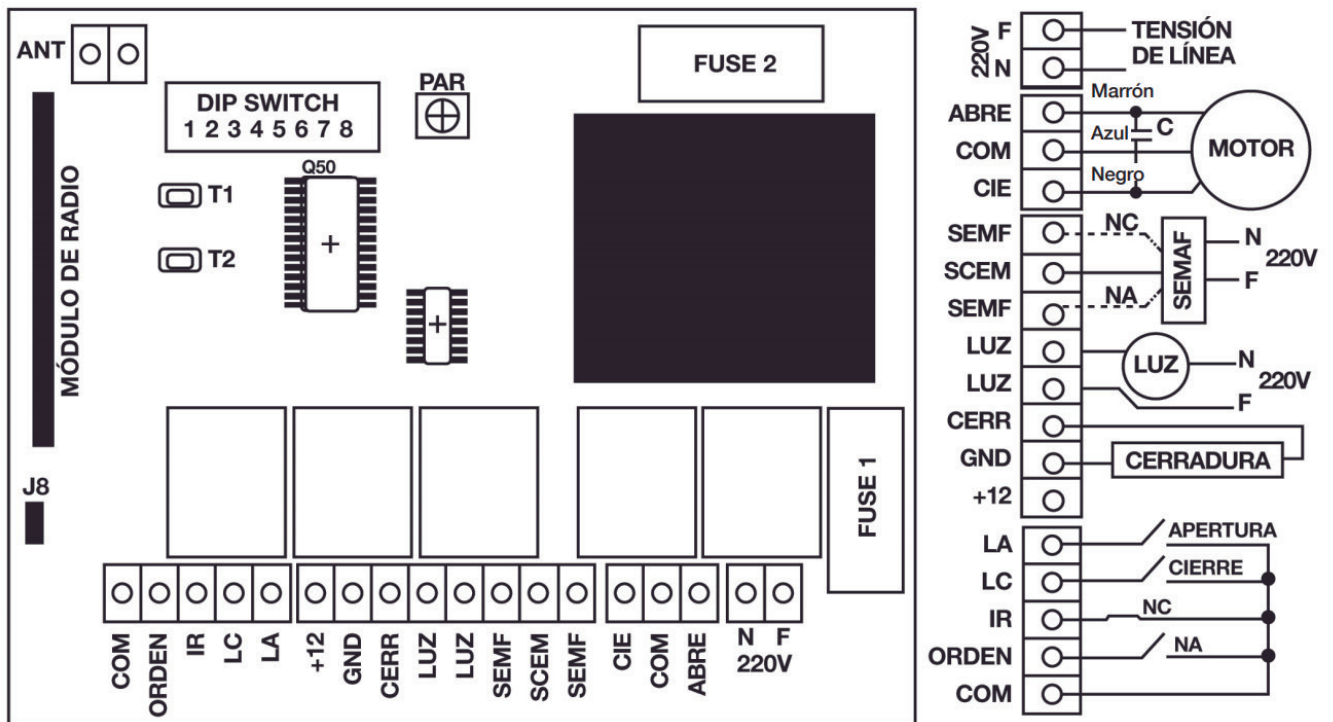 ANT
MÓDULO DE RADIO
J8
DIP SWITCH
1 2 3 4 5 6 7 8
PAR
FUSE 2
T1
T2
Q50
FUSE 1
COM
ORDEN
IR
LC
LA
+12
GND
CERR
LUZ
LUZ
SEMF
SCEM
SEMF
CIE
COM
ABRE
N F
220V
220V
F
N
TENSIÓN
DE LÍNEA
ABRE
COM
CIE
Marrón
Azul
Negro
C
MOTOR
SEMF
SCEM
SEMF
NC
NA
SEMAF
N
220V
F
LUZ
LUZ
LUZ
N
220V
F
CERR
GND
+12
CERRADURA
LA
LC
IR
ORDEN
COM
APERTURA
CIERRE
NC
NA